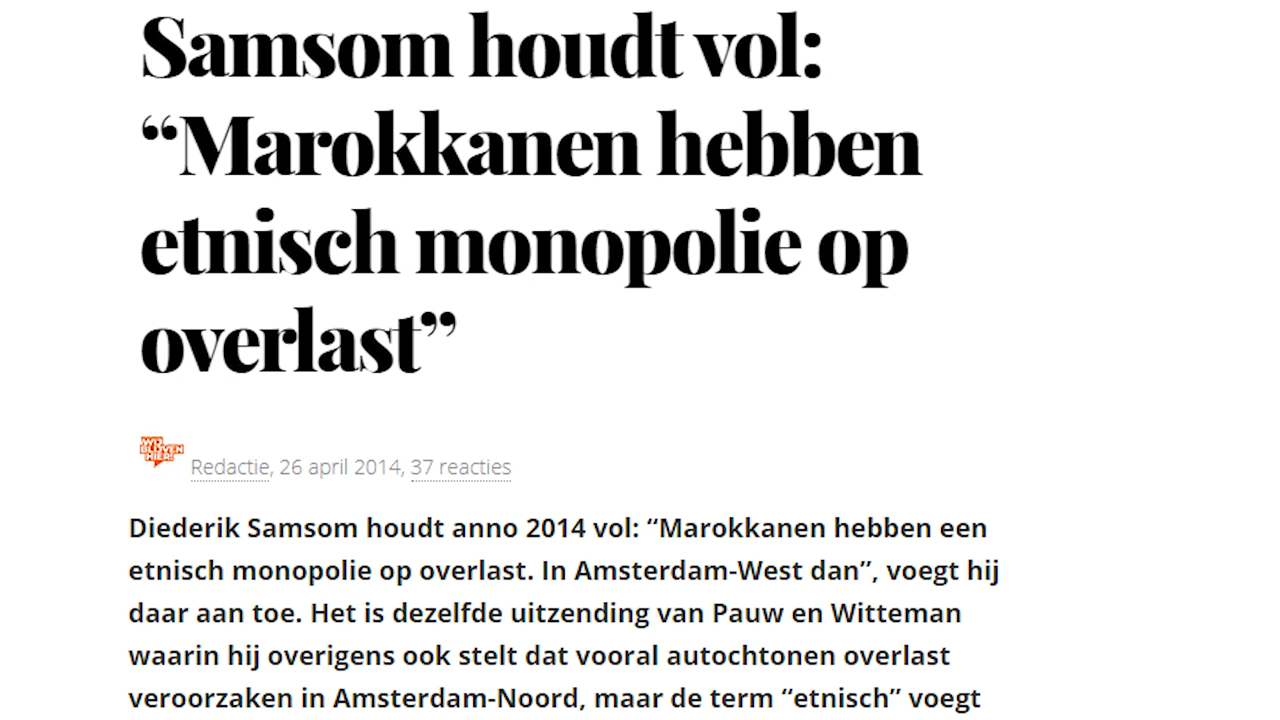 Samsom houdt vol:
“Marokkanen hebben
etnisch monopolie op
overlast”
WIJ
BLIJVEN
HIER!
Redactie, 26 april 2014, 37 reacties
Diederik Samsom houdt anno 2014 vol: “Marokkanen hebben een
etnisch monopolie op overlast. In Amsterdam-West dan”, voegt hij
daar aan toe. Het is dezelfde uitzending van Pauw en Witteman
waarin hij overigens ook stelt dat vooral autochtonen overlast
veroorzaken in Amsterdam-Noord, maar de term “etnisch” voegt